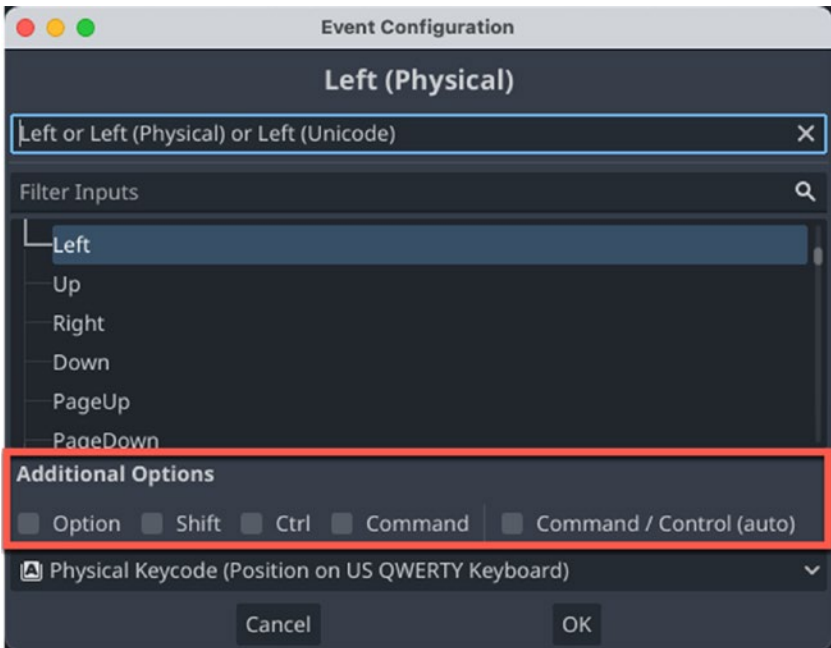 Event Configuration
Left (Physical)
Left or Left (Physical) or Left (Unicode)
Filter Inputs
Left
Up
Right
Down
PageUp
PageDown
Additional Options
Option Shift Ctrl Command Command / Control (auto)
Physical Keycode (Position on US QWERTY Keyboard)
Cancel OK